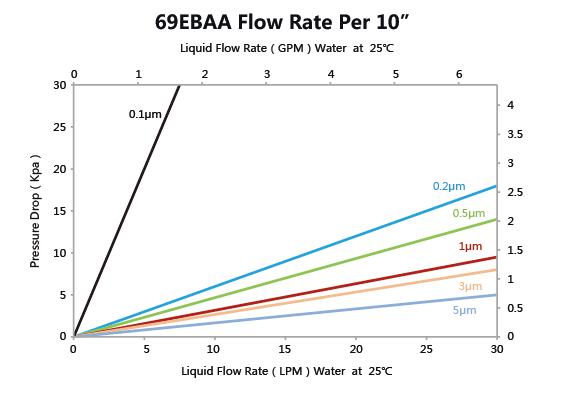 69EBAA Flow Rate Per 10”
Liquid Flow Rate ( GPM ) Water at 25℃
0 1 2 3 4 5 6
30
25
20
15
10
5
0
Pressure Drop ( Kpa )
0.1μm
0.2μm
0.5μm
1μm
3μm
5μm
4
3.5
3
2.5
2
1.5
1
0.5
0
0 5 10 15 20 25 30
Liquid Flow Rate ( LPM ) Water at 25℃